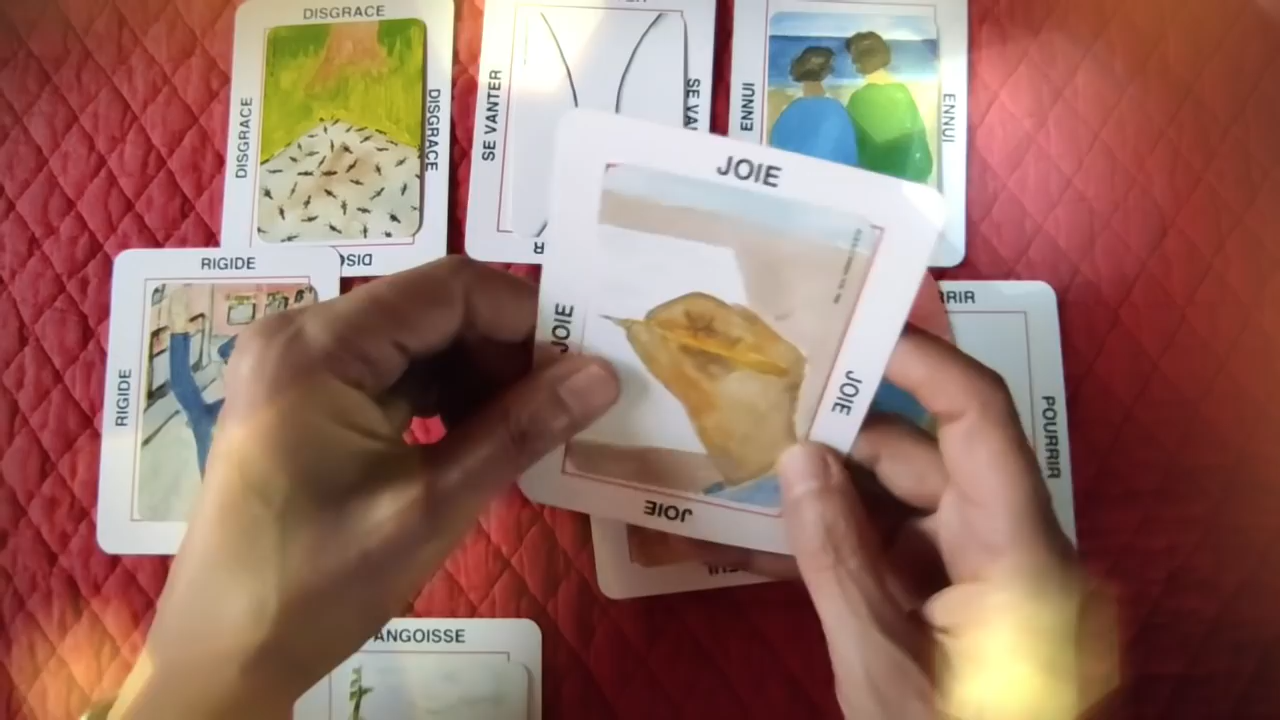 DISGRACE
DISGRACE
DISGRACE
SE VANTER
ENNUI
ENNUI
JOIE
JOIE
JOIE
JOIE
RIGIDE
RIGIDE
POURRIR
ANGOISSE